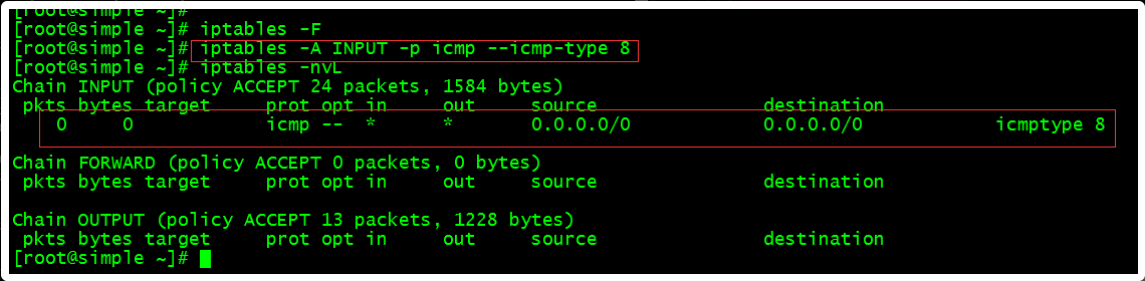 [root@simple ~]#
[root@simple ~]# iptables -F
[root@simple ~]# iptables -A INPUT -p icmp --icmp-type 8
[root@simple ~]# iptables -nvL
Chain INPUT (policy ACCEPT 24 packets, 1584 bytes)
pkts bytes target prot opt in out source destination
0 0 icmp -- * * 0.0.0.0/0 0.0.0.0/0 icmptype 8
Chain FORWARD (policy ACCEPT 0 packets, 0 bytes)
pkts bytes target prot opt in out source destination
Chain OUTPUT (policy ACCEPT 13 packets, 1228 bytes)
pkts bytes target prot opt in out source destination
[root@simple ~]#